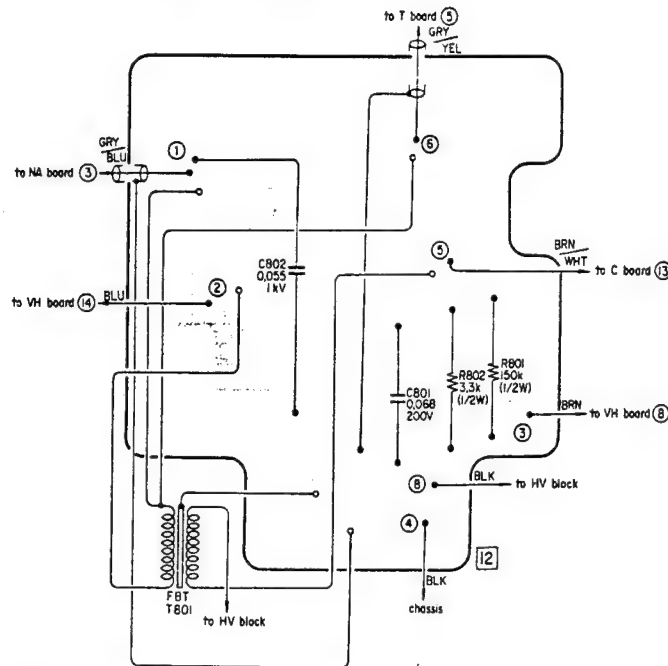 to T board ⑤
GRY
YEL
①
GRY
BLU
to NA board ③
⑥
BRN
WHT
⑤
to C board ⑬
C802
0,055
1kV
②
BLU
to VH board ⑭
R801
150k
(1/2W)
R802
3,3k
(1/2W)
C801
0,068
200V
BRN
③
to VH board ⑧
⑧
BLK
to HV block
④
12
BLK
chassis
FBT
T801
to HV block